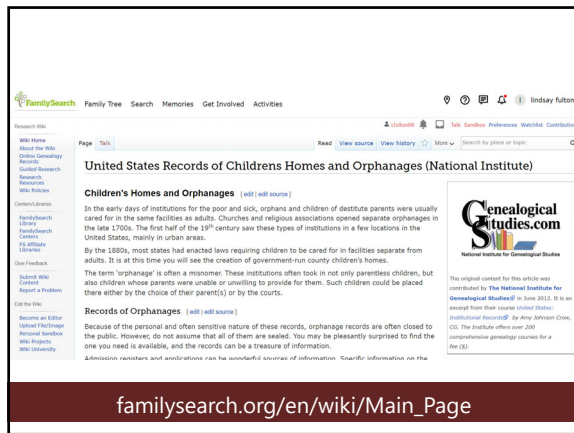 FamilySearch Family Tree Search Memories Get Involved Activities lindsay fulton
Research Wiki
Lfulton08 Talk Sandbox Preferences Watchlist Contributio
Wiki Home
About the Wiki
Online Genealogy
Records
Guided Research
Research
Resources
Wiki Policies
Centers/Libraries
FamilySearch
Library
FamilySearch
Centers
FS Affiliate
Libraries
Give Feedback
Submit Wiki
Content
Report a Problem
Edit the Wiki
Become an Editor
Upload File/Image
Personal Sandbox
Wiki Projects
Wiki University
Page Talk Read View source View history More Search by place or topic
United States Records of Childrens Homes and Orphanages (National Institute)
Children's Homes and Orphanages [ edit | edit source ]
In the early days of institutions for the poor and sick, orphans and children of destitute parents were usually
cared for in the same facilities as adults. Churches and religious associations opened separate orphanages in
the late 1700s. The first half of the 19th century saw these types of institutions in a few locations in the
United States, mainly in urban areas.
By the 1880s, most states had enacted laws requiring children to be cared for in facilities separate from
adults. It is at this time you will see the creation of government-run county children's homes.
The term 'orphanage' is often a misnomer. These institutions often took in not only parentless children, but
also children whose parents were unable or unwilling to provide for them. Such children could be placed
there either by the choice of their parent(s) or by the courts.
Records of Orphanages [ edit | edit source ]
Because of the personal and often sensitive nature of these records, orphanage records are often closed to
the public. However, do not assume that all of them are sealed. You may be pleasantly surprised to find the
one you need is available, and the records can be a treasure of information.
Admission registers and applications can be wonderful sources of information. Specific information on the
Genealogical
Studies.com
National Institute for Genealogical Studies
The original content for this article was
contributed by The National Institute for
Genealogical Studies in June 2012. It is an
excerpt from their course United States:
Institutional Records by Amy Johnson Crow,
CG. The Institute offers over 200
comprehensive genealogy courses for a
fee ($).
familysearch.org/en/wiki/Main_Page